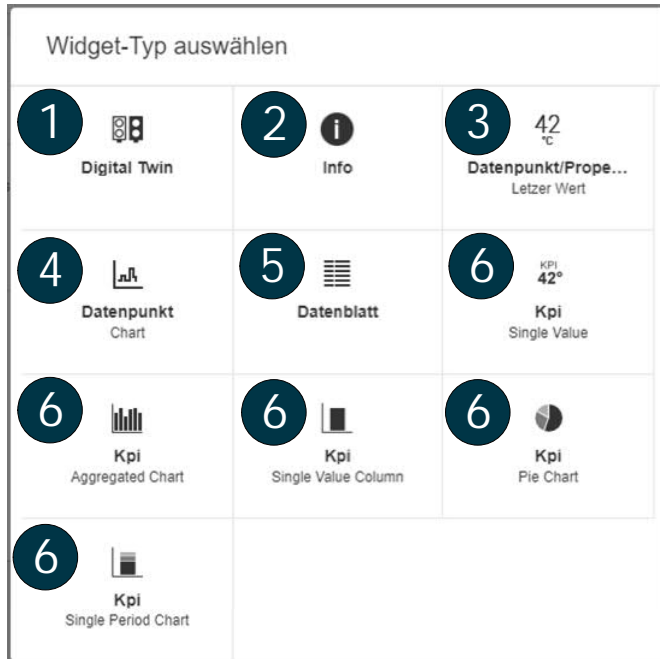 Widget-Typ auswählen
1
Digital Twin
2
Info
3
42
°C
Datenpunkt/Prope...
Letzer Wert
4
Datenpunkt
Chart
5
Datenblatt
6
KPI
42°
Kpi
Single Value
6
Kpi
Aggregated Chart
6
Kpi
Single Value Column
6
Kpi
Pie Chart
6
Kpi
Single Period Chart